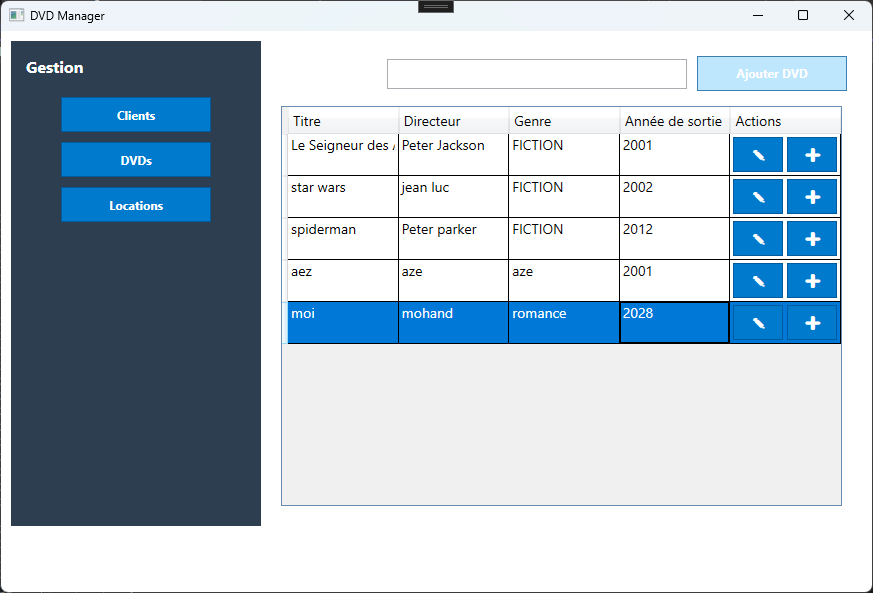 DVD Manager
Gestion
Clients
DVDs
Locations
Ajouter DVD
Titre Directeur Genre Année de sortie Actions
Le Seigneur des Peter Jackson FICTION 2001
star wars jean luc FICTION 2002
spiderman Peter parker FICTION 2012
aez aze aze 2001
moi mohand romance 2028